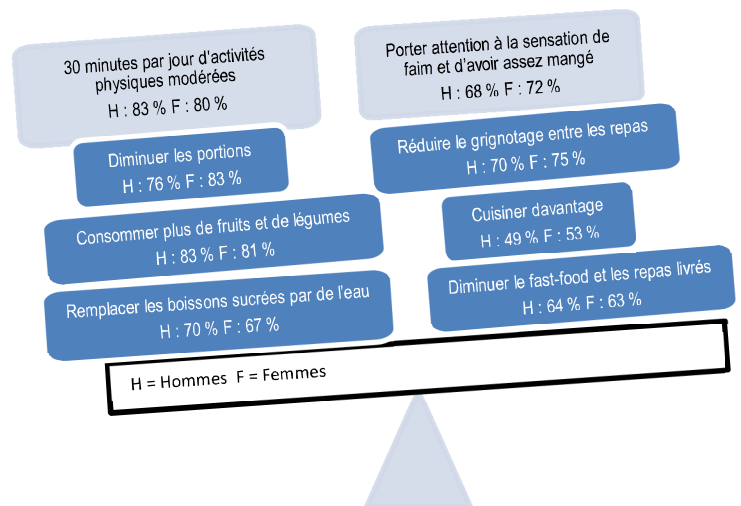 30 minutes par jour d'activités
physiques modérées
H : 83 % F : 80 %
Diminuer les portions
H : 76 % F : 83 %
Consommer plus de fruits et de légumes
H : 83 % F : 81 %
Remplacer les boissons sucrées par de l'eau
H : 70 % F : 67 %
Porter attention à la sensation de
faim et d'avoir assez mangé
H : 68 % F : 72 %
Réduire le grignotage entre les repas
H : 70 % F : 75 %
Cuisiner davantage
H : 49 % F : 53 %
Diminuer le fast-food et les repas livrés
H : 64 % F : 63 %
H = Hommes F = Femmes